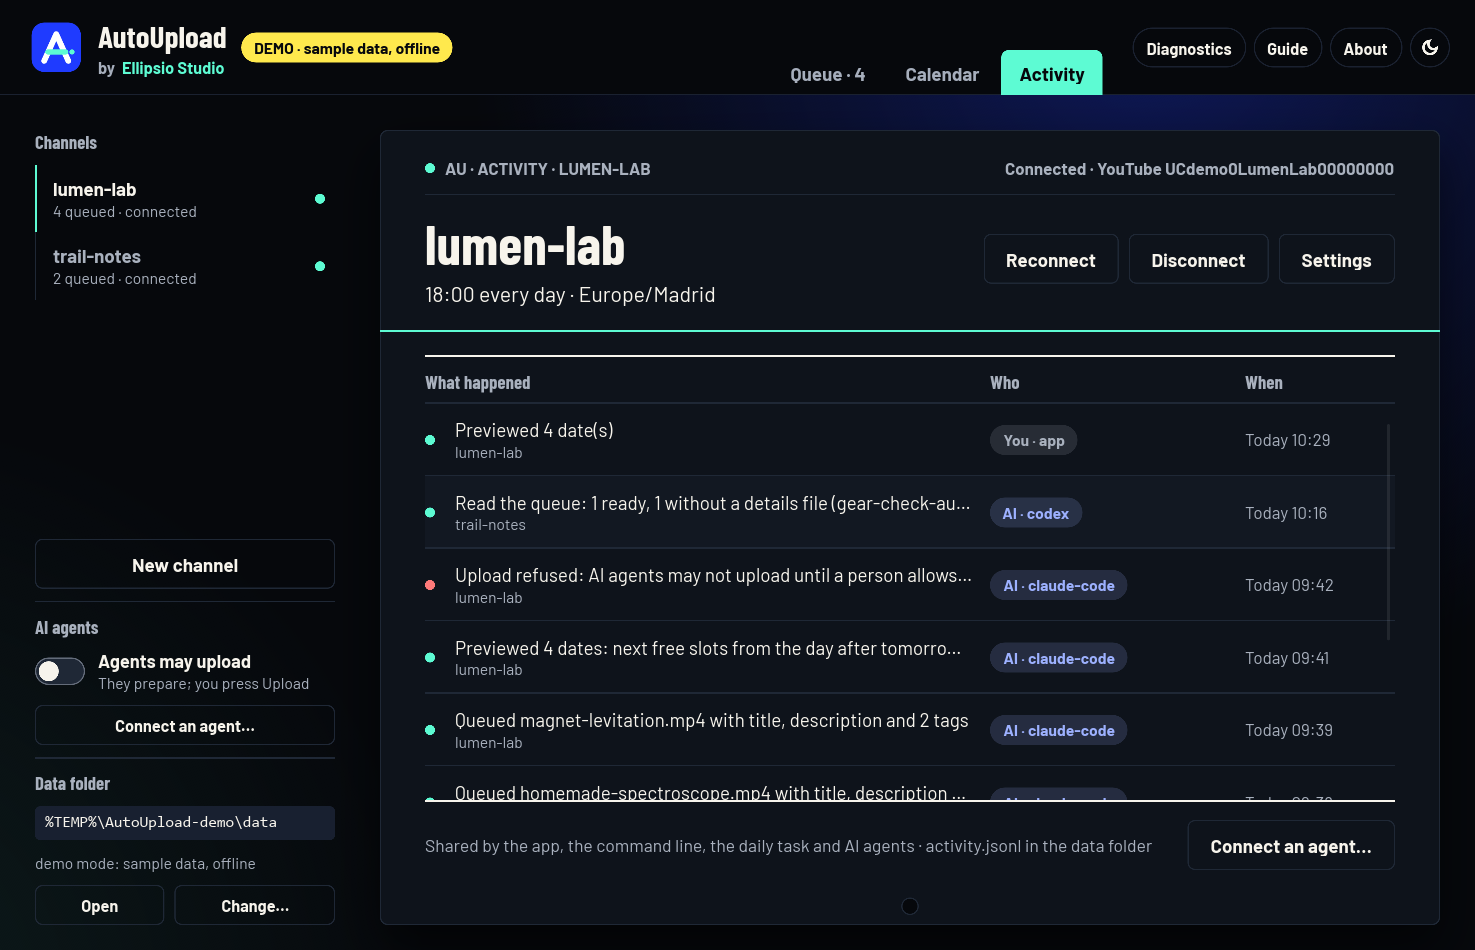 AutoUpload
by Ellipsio Studio
DEMO · sample data, offline
Queue · 4
Calendar
Activity
Diagnostics
Guide
About
Channels
lumen-lab
4 queued · connected
trail-notes
2 queued · connected
New channel
AI agents
Agents may upload
They prepare; you press Upload
Connect an agent...
Data folder
%TEMP%\AutoUpload-demo\data
demo mode: sample data, offline
Open
Change...
AU · ACTIVITY · LUMEN-LAB
Connected · YouTube UCdemo0LumenLab00000000
lumen-lab
18:00 every day · Europe/Madrid
Reconnect
Disconnect
Settings
What happened
Who
When
Previewed 4 date(s)
lumen-lab
You · app
Today 10:29
Read the queue: 1 ready, 1 without a details file (gear-check-au...
trail-notes
AI · codex
Today 10:16
Upload refused: AI agents may not upload until a person allows...
lumen-lab
AI · claude-code
Today 09:42
Previewed 4 dates: next free slots from the day after tomorro...
lumen-lab
AI · claude-code
Today 09:41
Queued magnet-levitation.mp4 with title, description and 2 tags
lumen-lab
AI · claude-code
Today 09:39
Queued homemade-spectroscope.mp4 with title, description ...
Shared by the app, the command line, the daily task and AI agents · activity.jsonl in the data folder
Connect an agent...